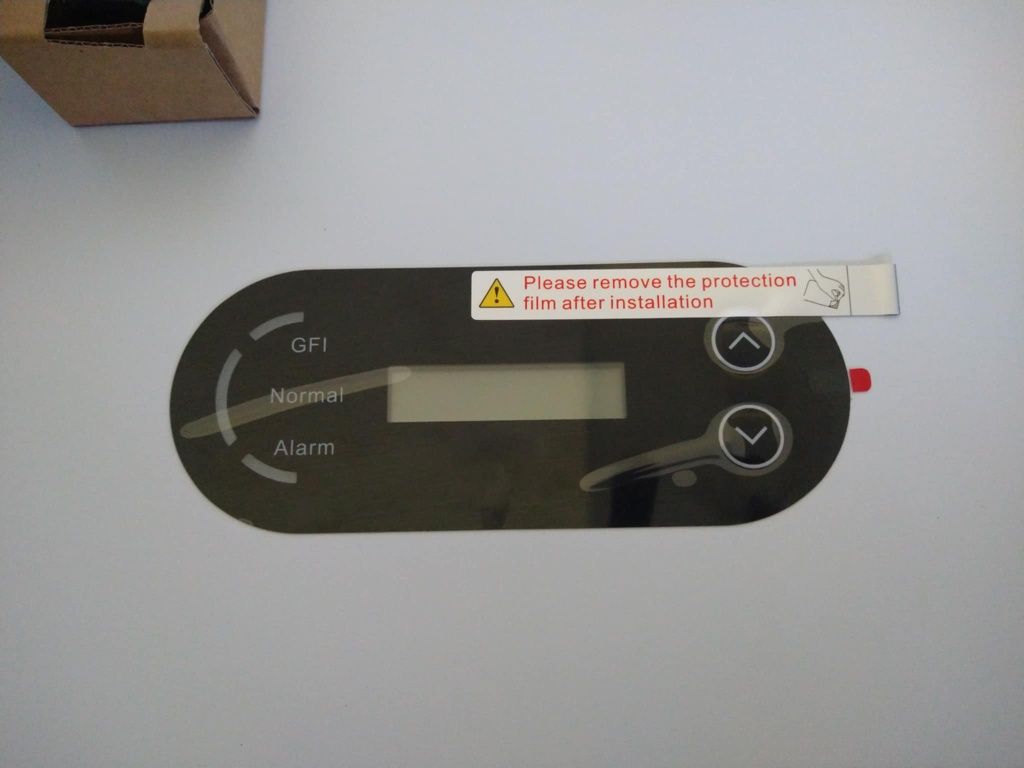 Please remove the protection
film after installation
GFI
Normal
Alarm